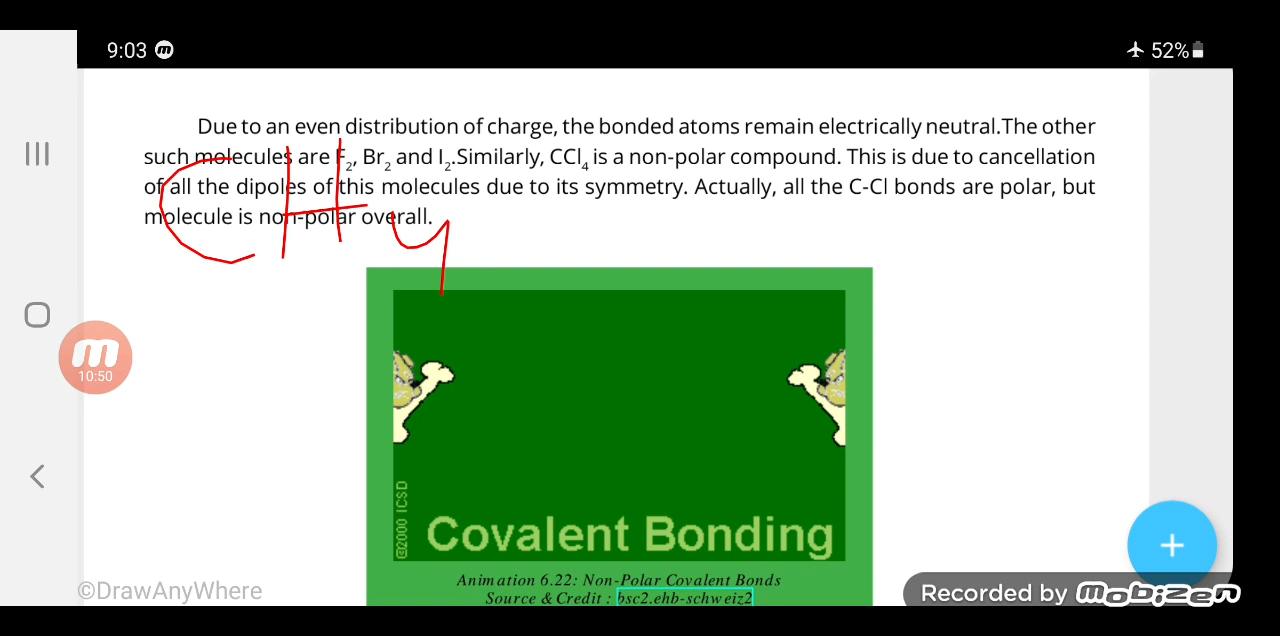 9:03
52%
Due to an even distribution of charge, the bonded atoms remain electrically neutral.The other
such molecules are F2, Br2 and I2.Similarly, CCl4 is a non-polar compound. This is due to cancellation
of all the dipoles of this molecules due to its symmetry. Actually, all the C-Cl bonds are polar, but
molecule is non-polar overall.
CH4
10:50
©2000 ICSD
Covalent Bonding
Animation 6.22: Non-Polar Covalent Bonds
Source & Credit : bsc2.ehb-schweiz2
©DrawAnyWhere
Recorded by Mobizen